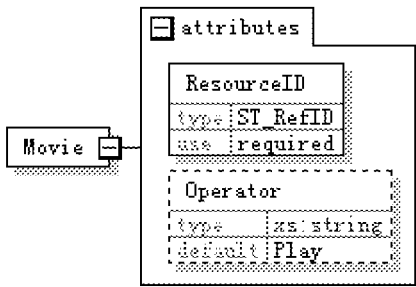 attributes
ResourceID
type ST_RefID
use required
Movie
Operator
type xs:string
default Play